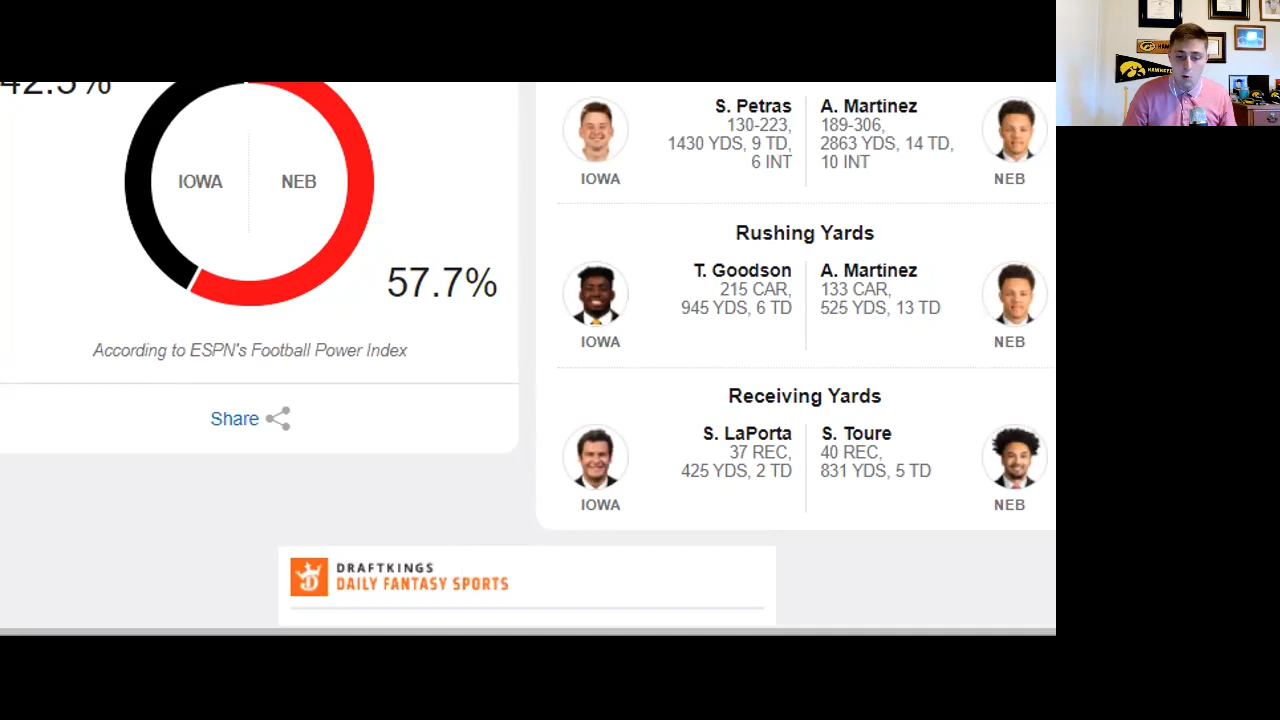 42.3%
IOWA
NEB
57.7%
According to ESPN's Football Power Index
Share
S. Petras
130-223,
1430 YDS, 9 TD,
6 INT
IOWA
A. Martinez
189-306,
2863 YDS, 14 TD,
10 INT
NEB
Rushing Yards
T. Goodson
215 CAR,
945 YDS, 6 TD
IOWA
A. Martinez
133 CAR,
525 YDS, 13 TD
NEB
Receiving Yards
S. LaPorta
37 REC,
425 YDS, 2 TD
IOWA
S. Toure
40 REC,
831 YDS, 5 TD
NEB
DRAFTKINGS
DAILY FANTASY SPORTS